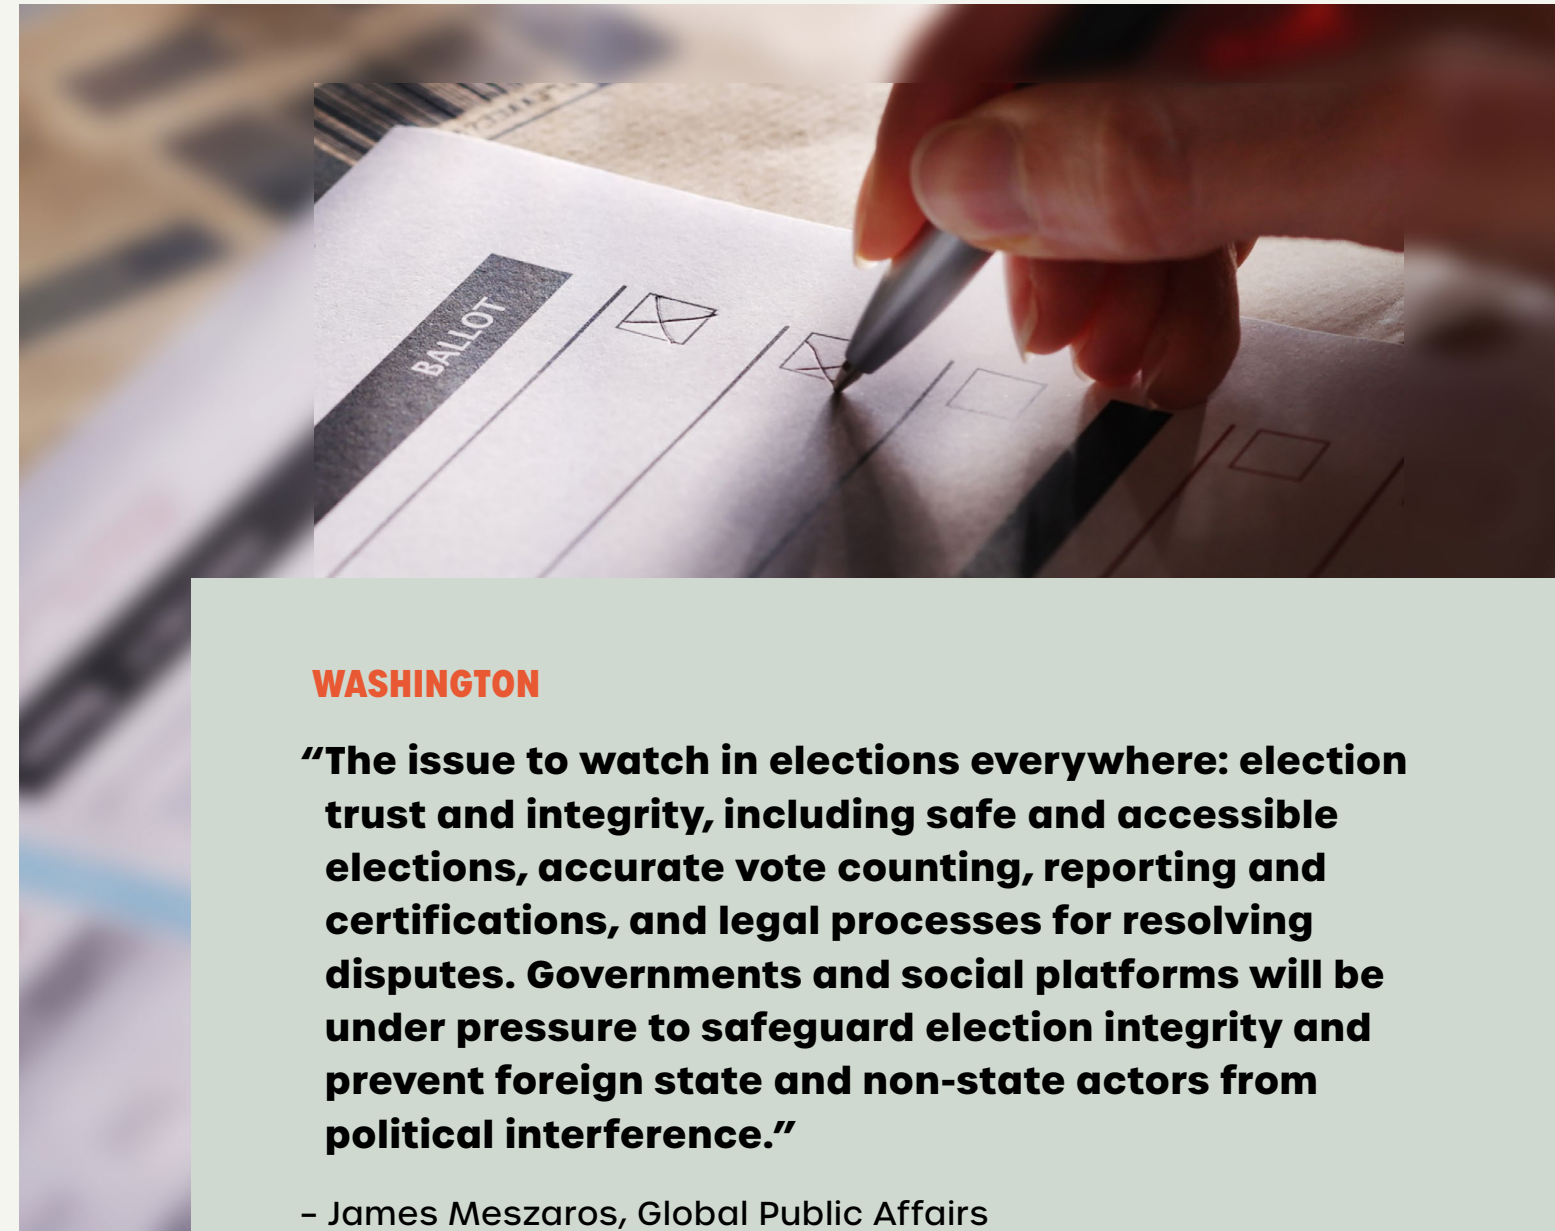 BALLOT
WASHINGTON
“The issue to watch in elections everywhere: election
trust and integrity, including safe and accessible
elections, accurate vote counting, reporting and
certifications, and legal processes for resolving
disputes. Governments and social platforms will be
under pressure to safeguard election integrity and
prevent foreign state and non-state actors from
political interference.”
– James Meszaros, Global Public Affairs